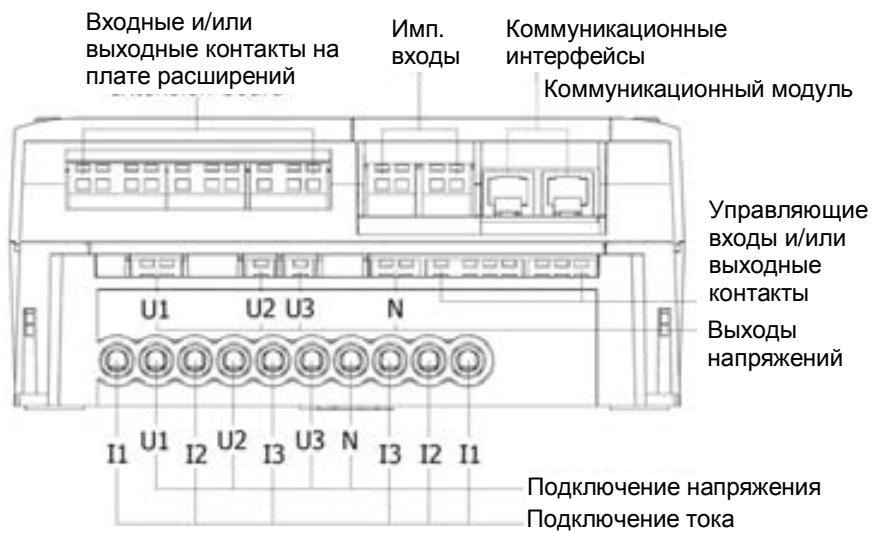 Входные и/или
выходные контакты на
плате расширений
Имп.
входы
Коммуникационные
интерфейсы
Коммуникационный модуль
Управляющие
входы и/или
выходные
контакты
U1 U2 U3 N
Выходы
напряжений
I1 U1 I2 U2 I3 U3 N I3 I2 I1
Подключение напряжения
Подключение тока